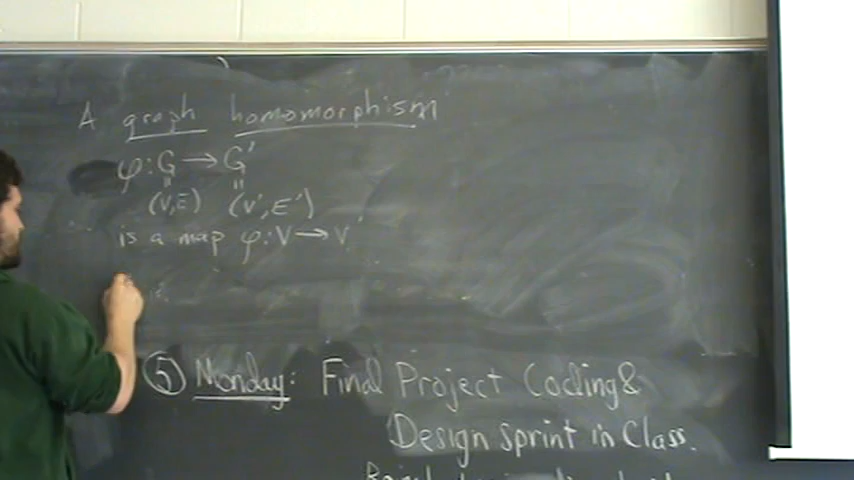 A graph homomorphism
φ: G → G'
(V,E) (V',E')
is a map φ: V → V'
⑤ Monday: Final Project Coding &
Design Sprint in Class.